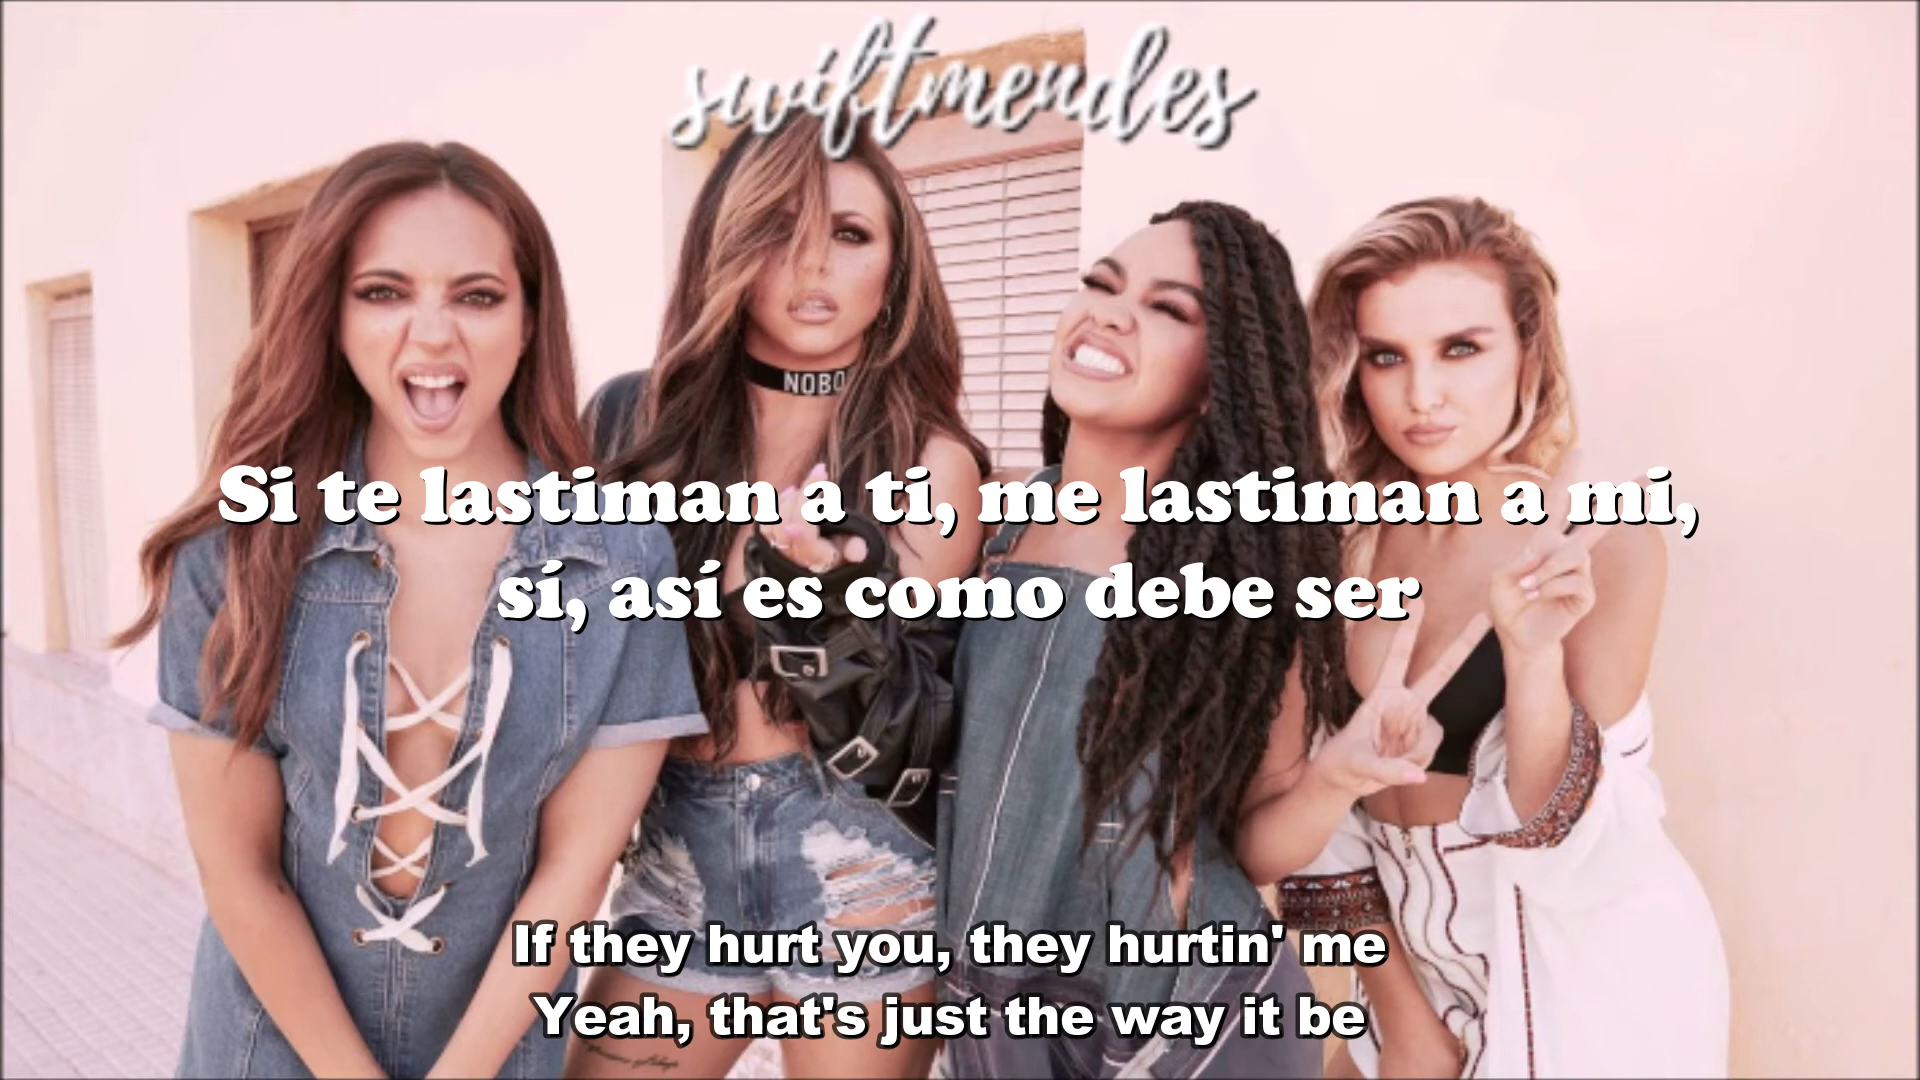 swiftmendes
NOBO
Si te lastiman a ti, me lastiman a mi,
sí, así es como debe ser
If they hurt you, they hurtin' me
Yeah, that's just the way it be